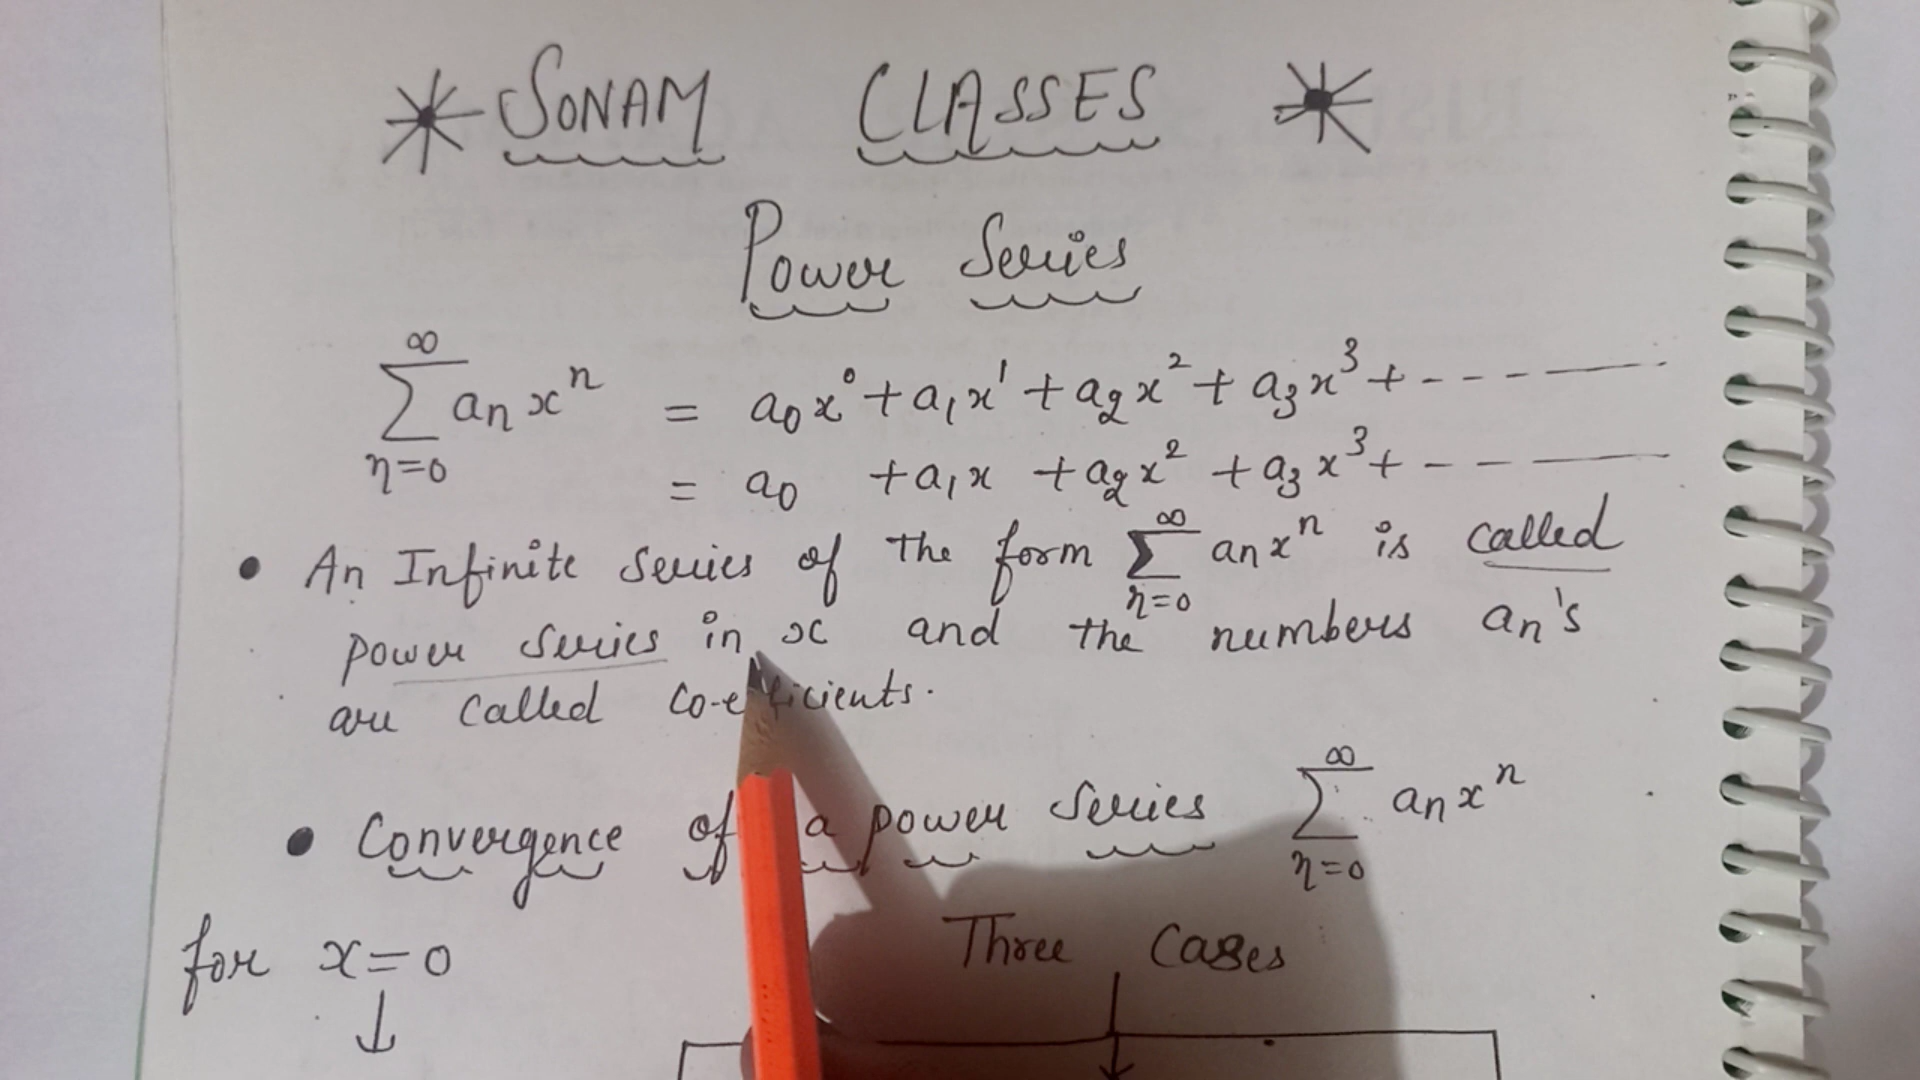 SONAM CLASSES
Power Series
∞
∑ aₙxⁿ = a₀x⁰ + a₁x¹ + a₂x² + a₃x³ + - - - -
n=0
= a₀ + a₁x + a₂x² + a₃x³ + - - -
• An Infinite series of the form ∑_{n=0}^{∞} aₙxⁿ is called
power series in x and the numbers aₙ's
are called Co-efficients.
• Convergence of a power series ∑_{n=0}^{∞} aₙxⁿ
for x=0 Three Cases